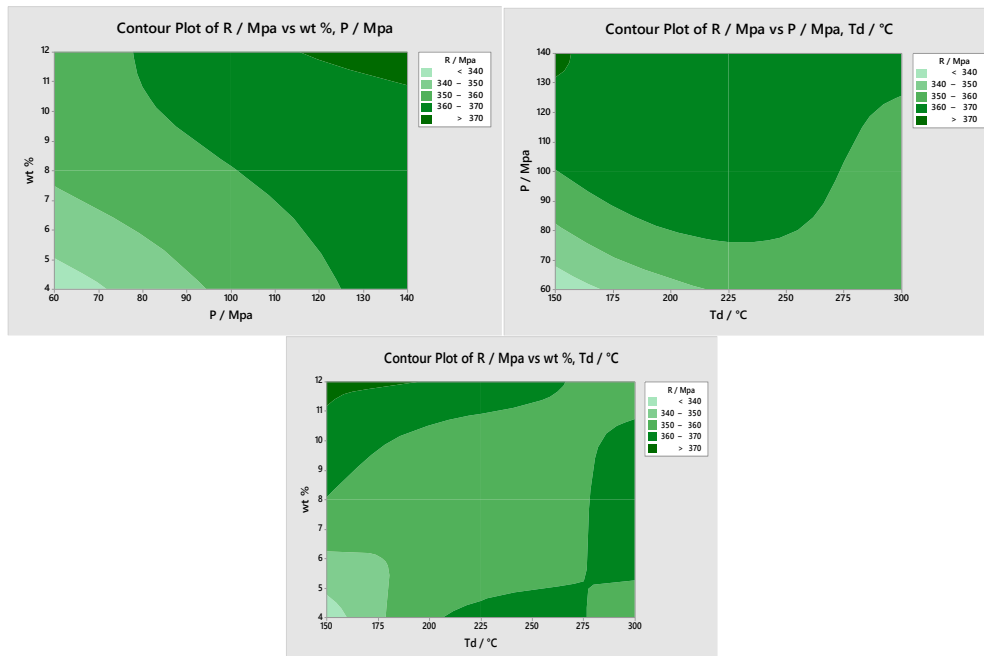 Contour Plot of R / Mpa vs wt %, P / Mpa
R / Mpa
< 340
340 – 350
350 – 360
360 – 370
> 370
12
11
10
9
8
7
6
5
4
wt %
60 70 80 90 100 110 120 130 140
P / Mpa
Contour Plot of R / Mpa vs P / Mpa, Td / °C
R / Mpa
< 340
340 – 350
350 – 360
360 – 370
> 370
140
130
120
110
100
90
80
70
60
P / Mpa
150 175 200 225 250 275 300
Td / °C
Contour Plot of R / Mpa vs wt %, Td / °C
R / Mpa
< 340
340 – 350
350 – 360
360 – 370
> 370
12
11
10
9
8
7
6
5
4
wt %
150 175 200 225 250 275 300
Td / °C